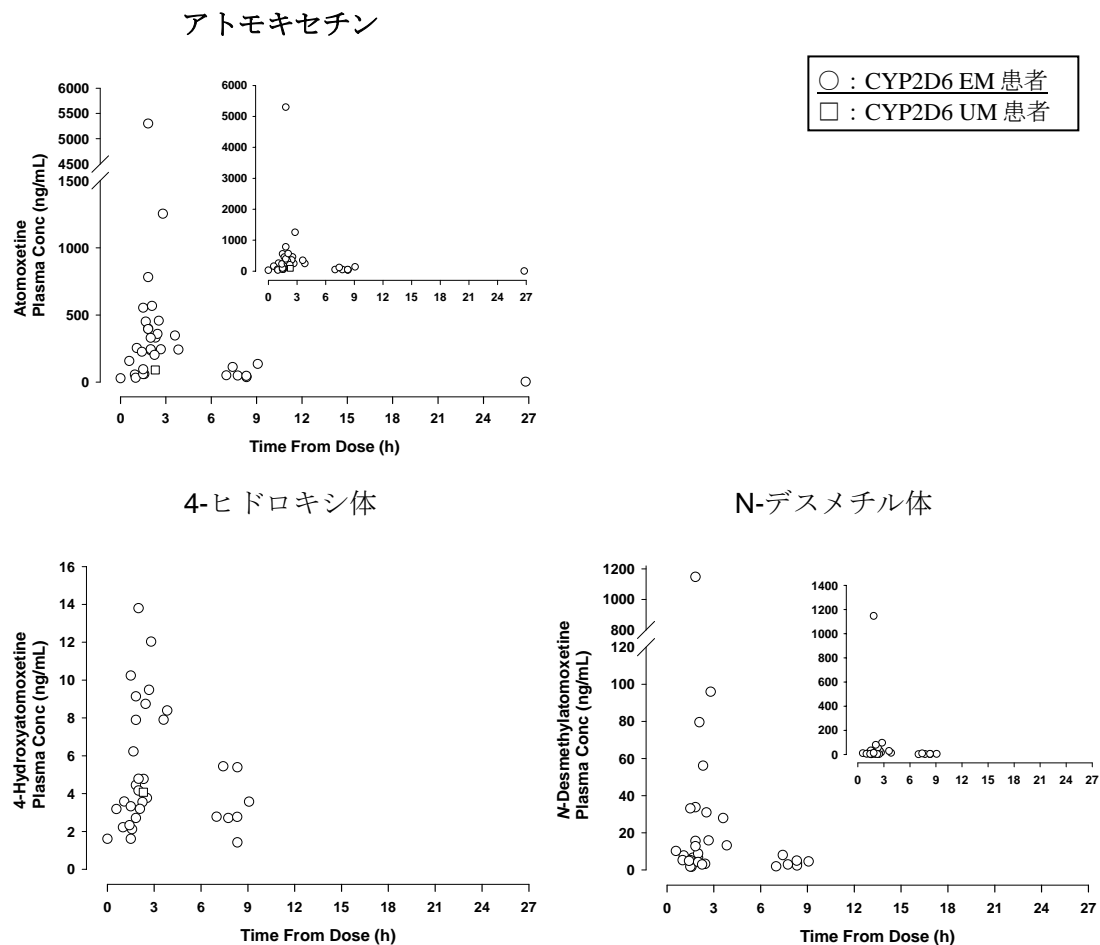 アトモキセチン
○:CYP2D6 EM 患者
□:CYP2D6 UM 患者
6000
5500
5000
4500
1500
1000
500
0
Atomoxetine
Plasma Conc (ng/mL)
0 3 6 9 12 15 18 21 24 27
Time From Dose (h)
6000
5000
4000
3000
2000
1000
0
0 3 6 9 12 15 18 21 24 27
4-ヒドロキシ体
16
14
12
10
8
6
4
2
0
4-Hydroxyatomoxetine
Plasma Conc (ng/mL)
0 3 6 9 12 15 18 21 24 27
Time From Dose (h)
N-デスメチル体
1200
1000
800
120
100
80
60
40
20
0
N-Desmethylatomoxetine
Plasma Conc (ng/mL)
0 3 6 9 12 15 18 21 24 27
Time From Dose (h)
1400
1200
1000
800
600
400
200
0
0 3 6 9 12 15 18 21 24 27